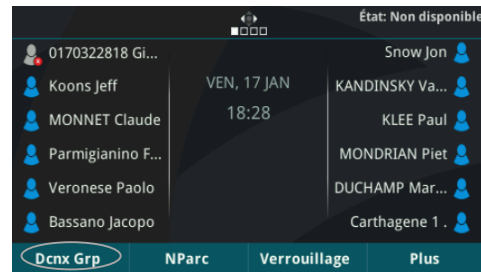 État: Non disponible
0170322818 Gi... Snow Jon
Koons Jeff VEN, 17 JAN KANDINSKY Va...
MONNET Claude 18:28 KLEE Paul
Parmigianino F... MONDRIAN Piet
Veronese Paolo DUCHAMP Mar...
Bassano Jacopo Carthagene 1 .
Dcnx Grp NParc Verrouillage Plus